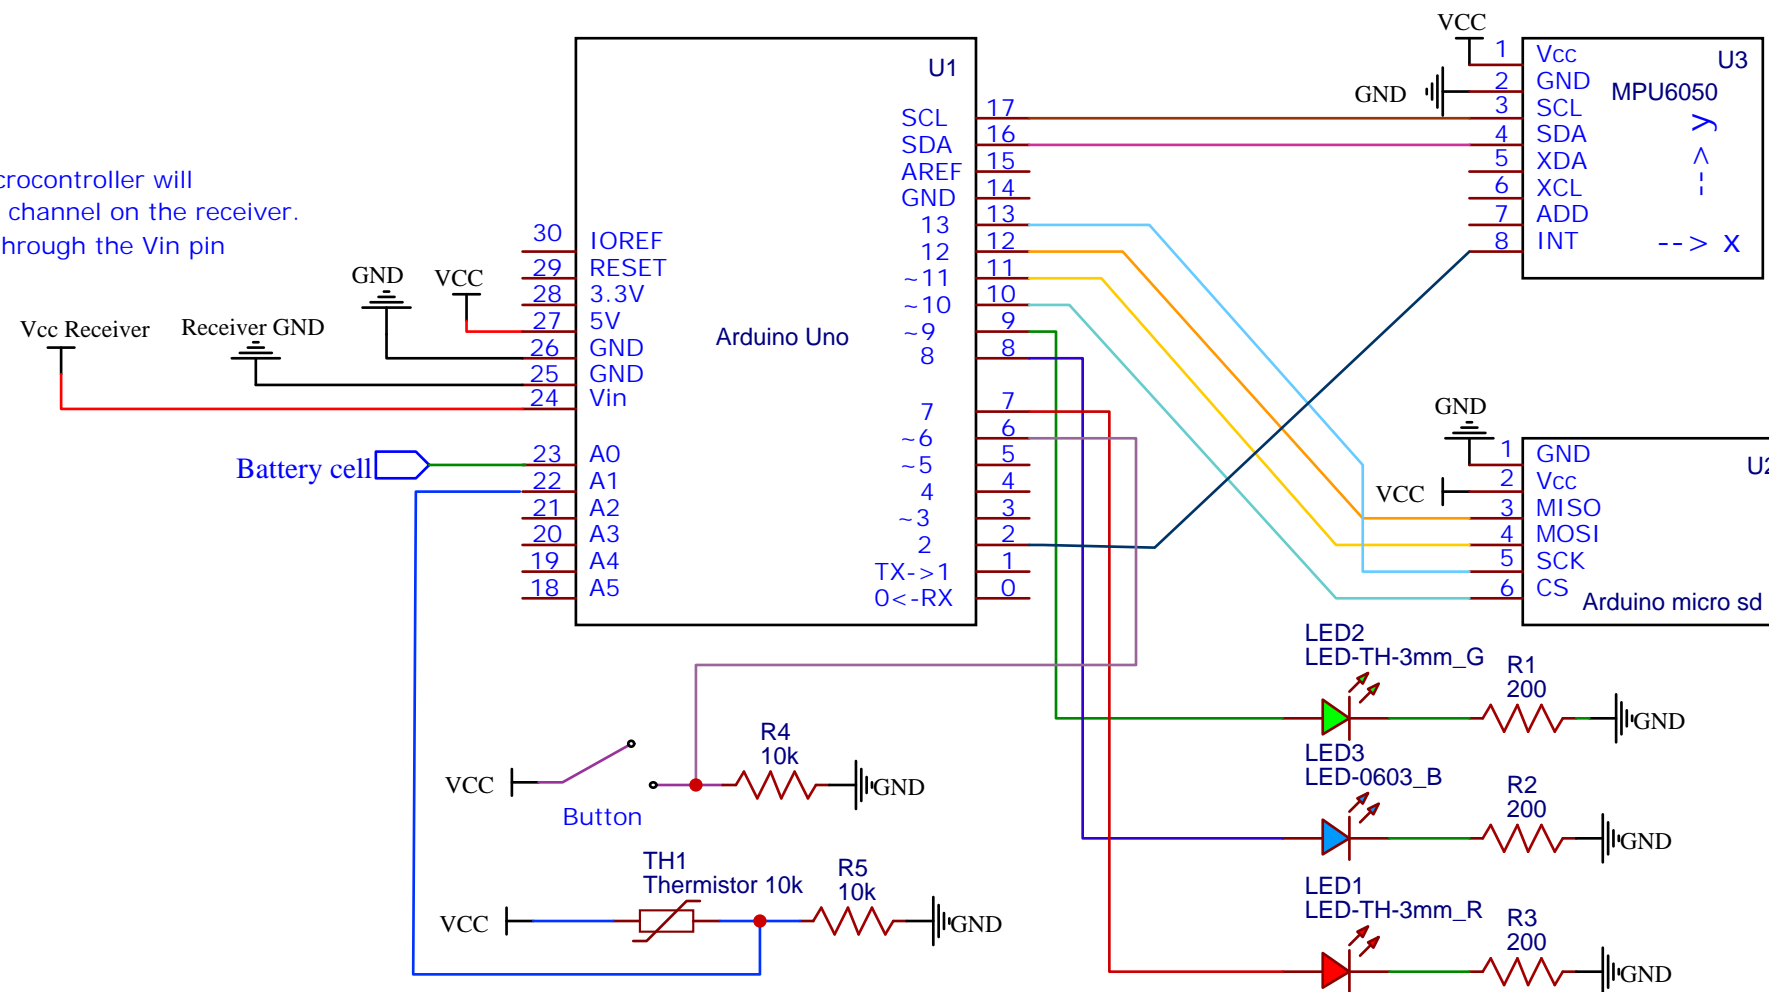 crocontroller will
channel on the receiver.
hrough the Vin pin
Vcc Receiver
Receiver GND
GND
VCC
Battery cell
U1
Arduino Uno
30 IOREF
29 RESET
28 3.3V
27 5V
26 GND
25 GND
24 Vin
23 A0
22 A1
21 A2
20 A3
19 A4
18 A5
SCL 17
SDA 16
AREF 15
GND 14
13 13
12 12
~11 11
~10 10
~9 9
8 8
7 7
~6 6
~5 5
4 4
~3 3
2 2
TX->1 1
0<-RX 0
VCC
GND
U3
MPU6050
1 Vcc
2 GND
3 SCL
4 SDA
5 XDA
6 XCL
7 ADD
8 INT
--> y
--> x
GND
VCC
U2
1 GND
2 Vcc
3 MISO
4 MOSI
5 SCK
6 CS
Arduino micro sd
LED2
LED-TH-3mm_G
R1
200
GND
LED3
LED-0603_B
R2
200
GND
LED1
LED-TH-3mm_R
R3
200
GND
VCC
Button
R4
10k
GND
VCC
TH1
Thermistor 10k
R5
10k
GND